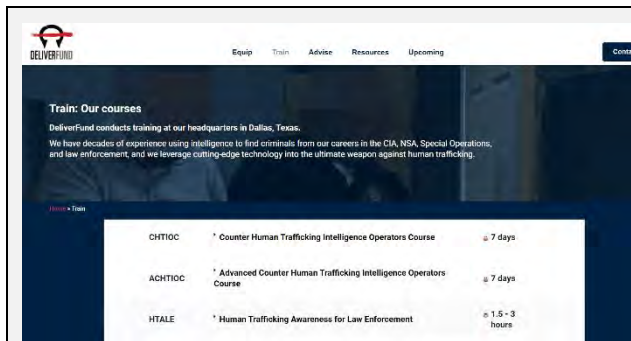 DELIVERFUND
Equip Train Advise Resources Upcoming
Train: Our courses
DeliverFund conducts training at our headquarters in Dallas, Texas.
We have decades of experience using intelligence to find criminals from our careers in the CIA, NSA, Special Operations,
and law enforcement, and we leverage cutting-edge technology into the ultimate weapon against human trafficking.
Home » Train
CHTIOC * Counter Human Trafficking Intelligence Operators Course 7 days
ACHTIOC * Advanced Counter Human Trafficking Intelligence Operators
Course 7 days
HTALE * Human Trafficking Awareness for Law Enforcement 1.5 - 3
hours